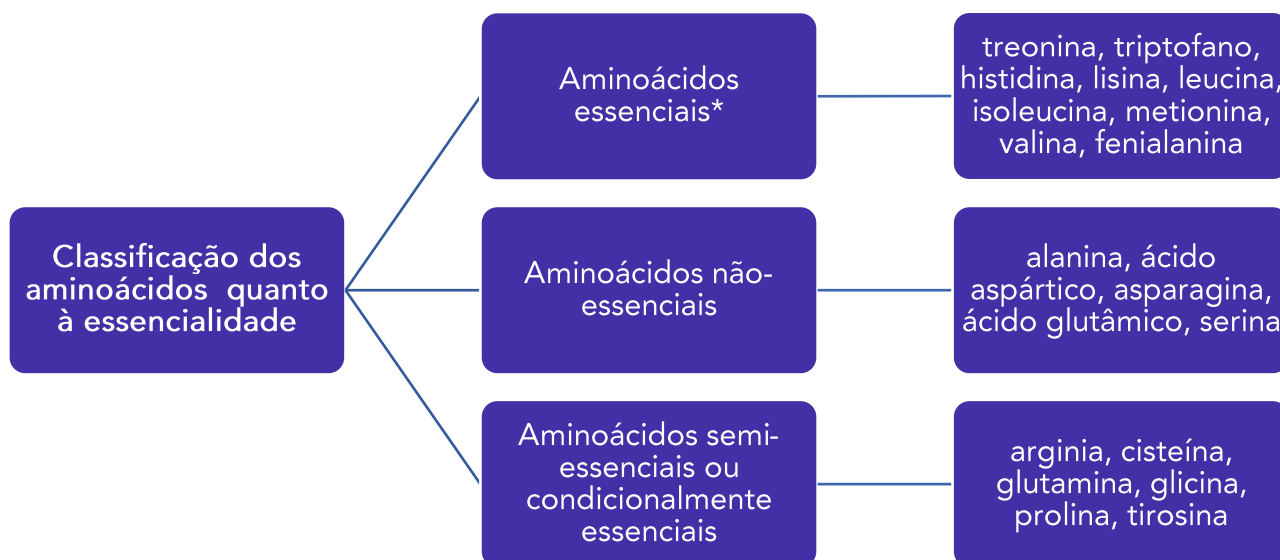 Classificação dos
aminoácidos quanto
à essencialidade
Aminoácidos
essenciais*
treonina, triptofano,
histidina, lisina, leucina,
isoleucina, metionina,
valina, fenialanina
Aminoácidos não-
essenciais
alanina, ácido
aspártico, asparagina,
ácido glutâmico, serina
Aminoácidos semi-
essenciais ou
condicionalmente
essenciais
arginia, cisteína,
glutamina, glicina,
prolina, tirosina